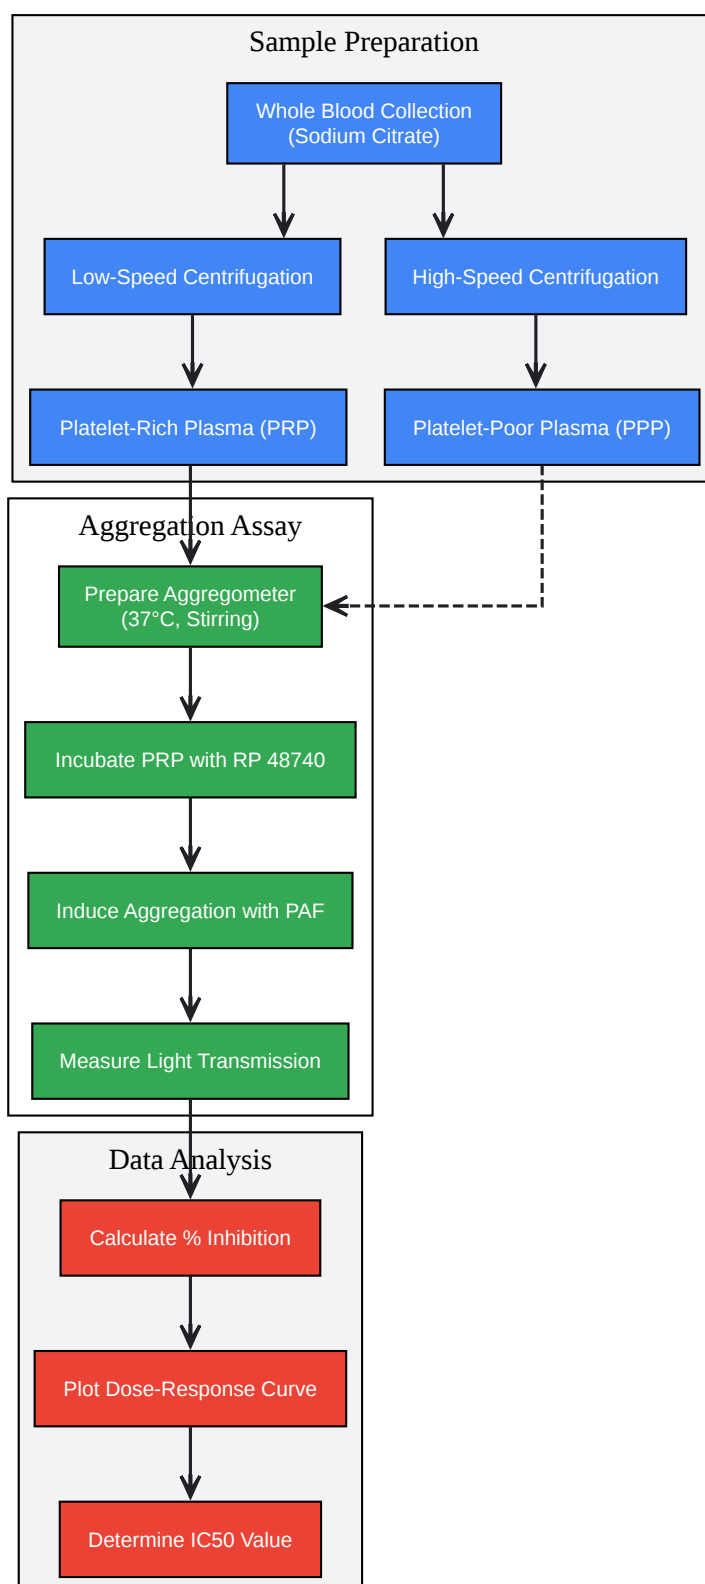 Sample Preparation
Whole Blood Collection
(Sodium Citrate)
Low-Speed Centrifugation
High-Speed Centrifugation
Platelet-Rich Plasma (PRP)
Platelet-Poor Plasma (PPP)
Aggregation Assay
Prepare Aggregometer
(37°C, Stirring)
Incubate PRP with RP 48740
Induce Aggregation with PAF
Measure Light Transmission
Data Analysis
Calculate % Inhibition
Plot Dose-Response Curve
Determine IC50 Value